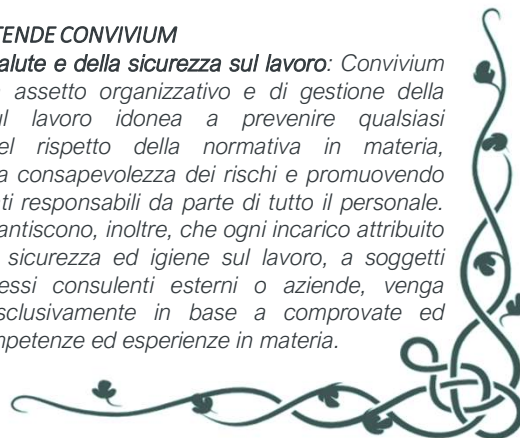 TENDE CONVIVIUM
alute e della sicurezza sul lavoro: Convivium
assetto organizzativo e di gestione della
l lavoro idonea a prevenire qualsiasi
el rispetto della normativa in materia,
a consapevolezza dei rischi e promuovendo
ti responsabili da parte di tutto il personale.
antiscono, inoltre, che ogni incarico attribuito
sicurezza ed igiene sul lavoro, a soggetti
essi consulenti esterni o aziende, venga
sclusivamente in base a comprovate ed
mpetenze ed esperienze in materia.